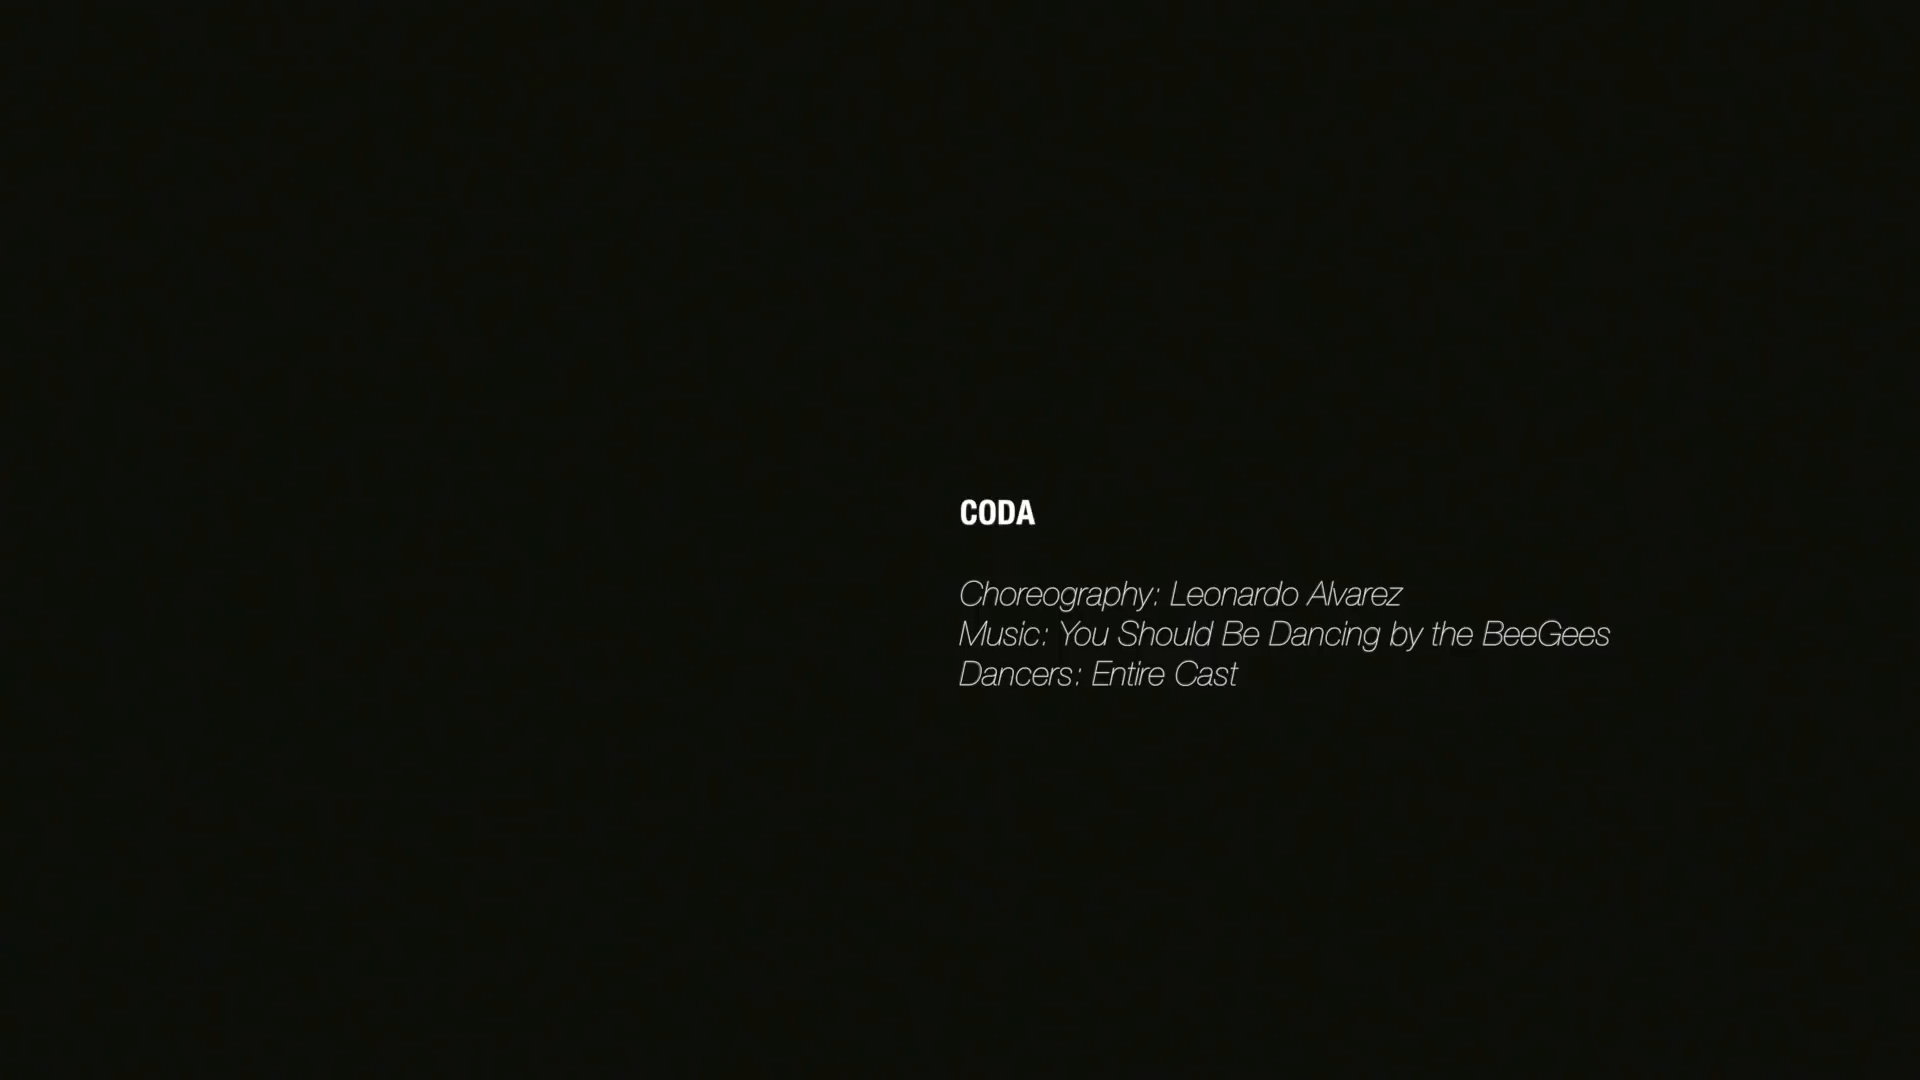 CODA
Choreography: Leonardo Alvarez
Music: You Should Be Dancing by the BeeGees
Dancers: Entire Cast